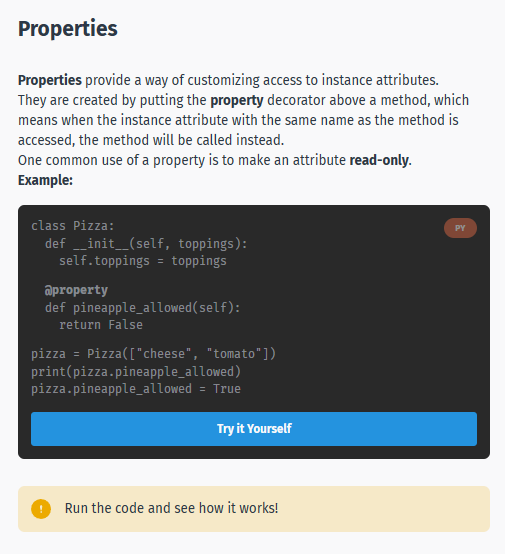 Properties
Properties provide a way of customizing access to instance attributes.
They are created by putting the property decorator above a method, which
means when the instance attribute with the same name as the method is
accessed, the method will be called instead.
One common use of a property is to make an attribute read-only.
Example:
PY
class Pizza:
  def __init__(self, toppings):
    self.toppings = toppings
  @property
  def pineapple_allowed(self):
    return False
pizza = Pizza(["cheese", "tomato"])
print(pizza.pineapple_allowed)
pizza.pineapple_allowed = True
Try it Yourself
! Run the code and see how it works!